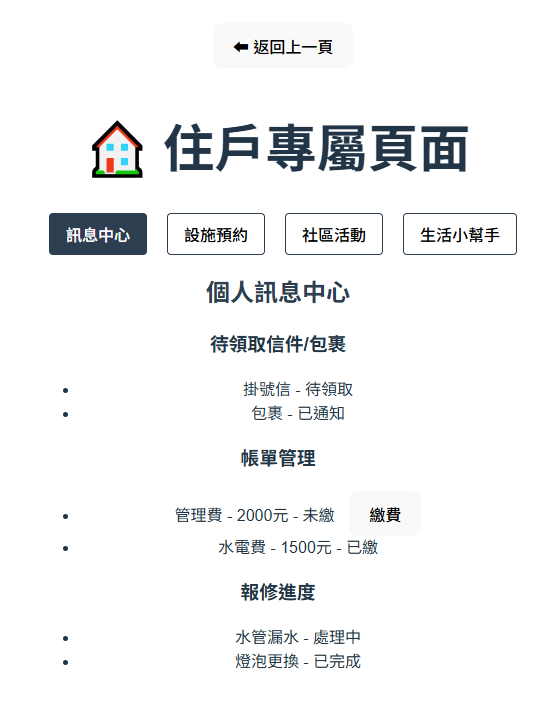 ⬅ 返回上一頁
🏠 住戶專屬頁面
訊息中心 設施預約 社區活動 生活小幫手
個人訊息中心
待領取信件/包裹
掛號信 - 待領取
包裹 - 已通知
帳單管理
管理費 - 2000元 - 未繳 繳費
水電費 - 1500元 - 已繳
報修進度
水管漏水 - 處理中
燈泡更換 - 已完成